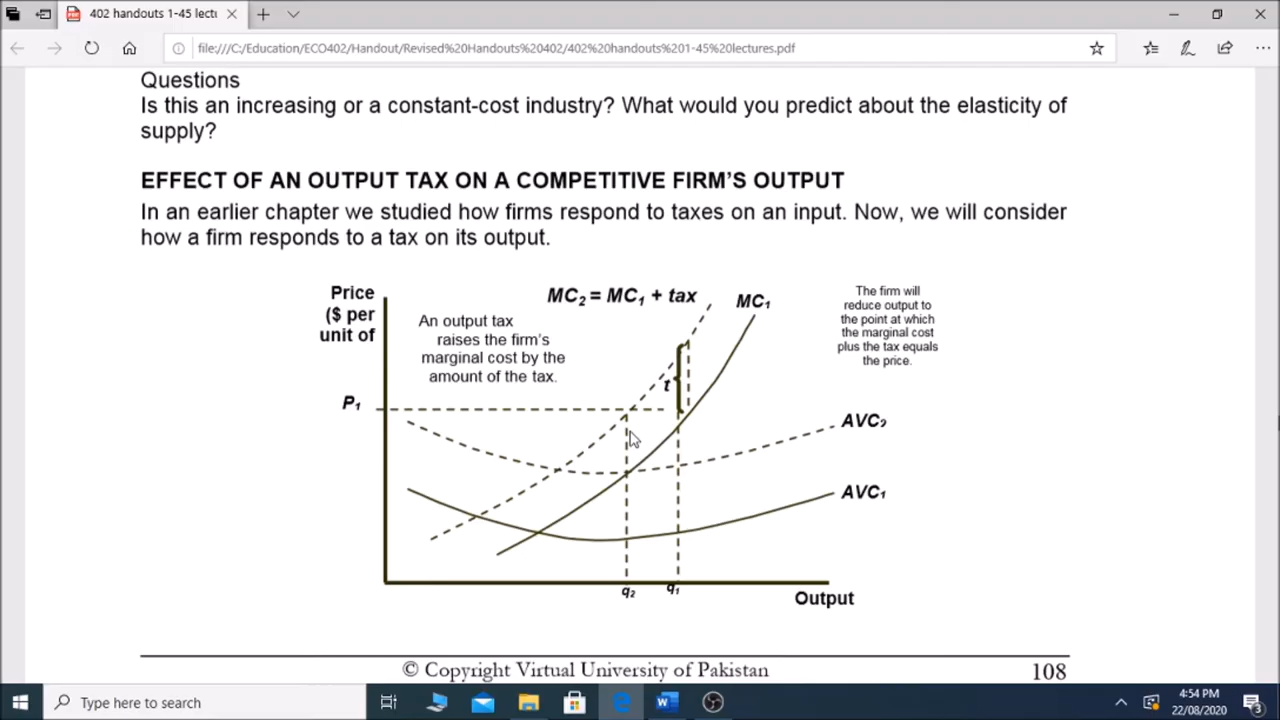 402 handouts 1-45 lectu
file:///C:/Education/ECO402/Handout/Revised%20Handouts%20402/402%20handouts%201-45%20lectures.pdf
Questions
Is this an increasing or a constant-cost industry? What would you predict about the elasticity of
supply?
EFFECT OF AN OUTPUT TAX ON A COMPETITIVE FIRM'S OUTPUT
In an earlier chapter we studied how firms respond to taxes on an input. Now, we will consider
how a firm responds to a tax on its output.
Price
($ per
unit of
MC₂ = MC₁ + tax
MC₁
An output tax
raises the firm's
marginal cost by the
amount of the tax.
The firm will
reduce output to
the point at which
the marginal cost
plus the tax equals
the price.
t
P₁
AVC₂
AVC₁
q₂
q₁
Output
© Copyright Virtual University of Pakistan
108
Type here to search
4:54 PM
22/08/2020
3